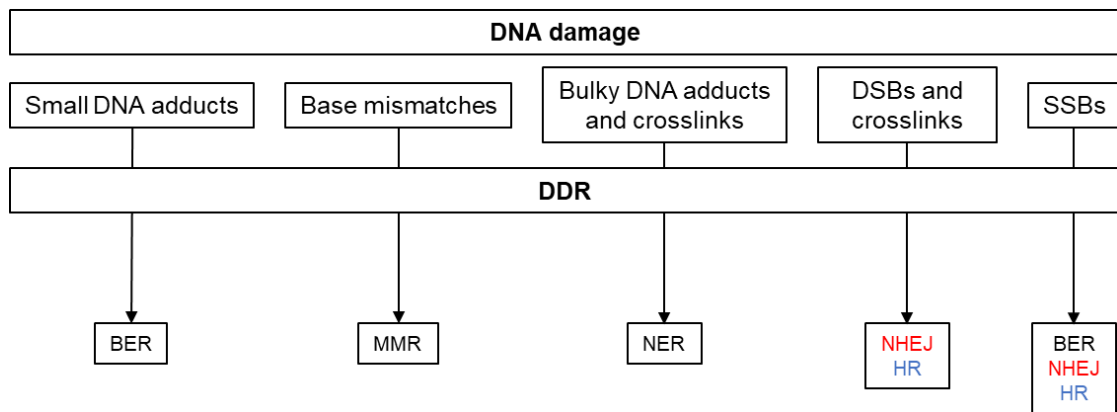 DNA damage
Small DNA adducts
Base mismatches
Bulky DNA adducts
and crosslinks
DSBs and
crosslinks
SSBs
DDR
BER
MMR
NER
NHEJ
HR
BER
NHEJ
HR